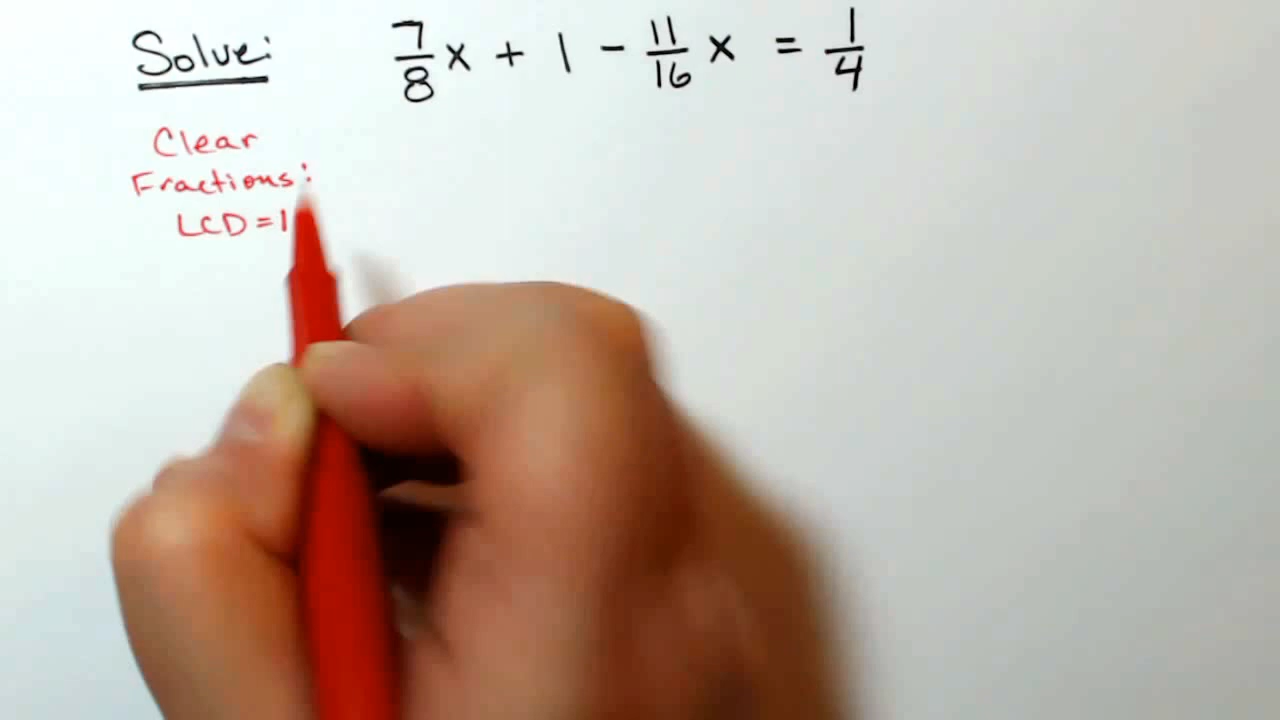 Solve: 7/8 x + 1 - 11/16 x = 1/4
Clear
Fractions:
LCD = 1